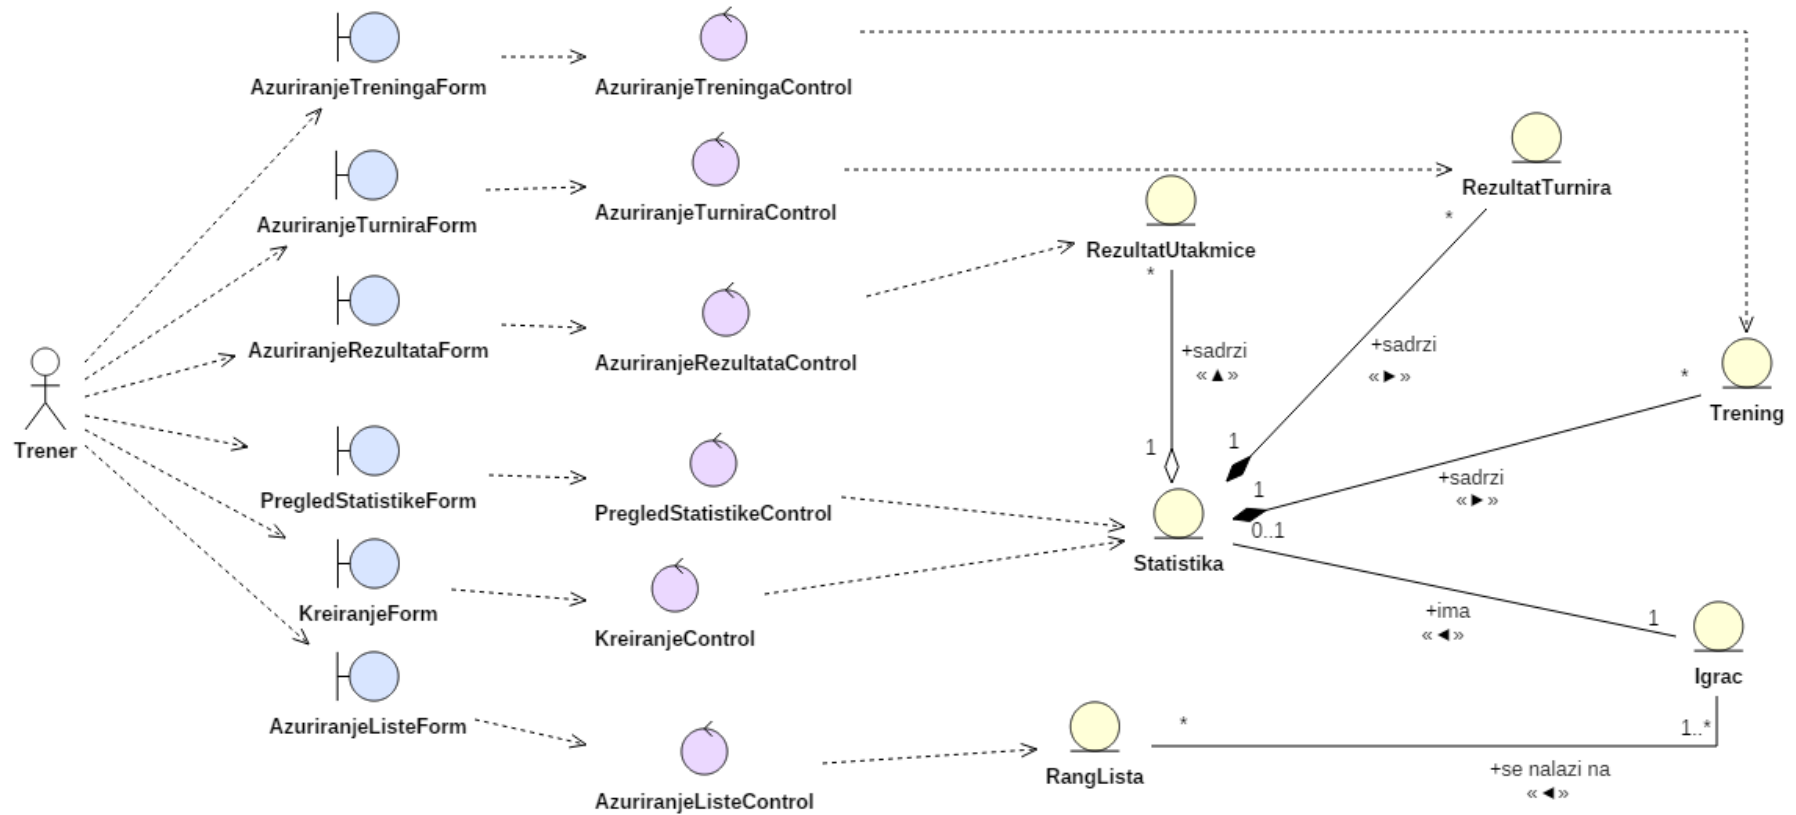 AzuriranjeTreningaForm
AzuriranjeTreningaControl
RezultatTurnira
*
AzuriranjeTurniraForm
AzuriranjeTurniraControl
RezultatUtakmice
*
AzuriranjeRezultataForm
AzuriranjeRezultataControl
+sadrzi
«▲»
+sadrzi
«►»
*
Trening
Trener
1
1
+sadrzi
«►»
1
0..1
PregledStatistikeForm
PregledStatistikeControl
Statistika
KreiranjeForm
KreiranjeControl
+ima
«◄»
1
Igrac
AzuriranjeListeForm
AzuriranjeListeControl
RangLista
*
1..*
+se nalazi na
«◄»